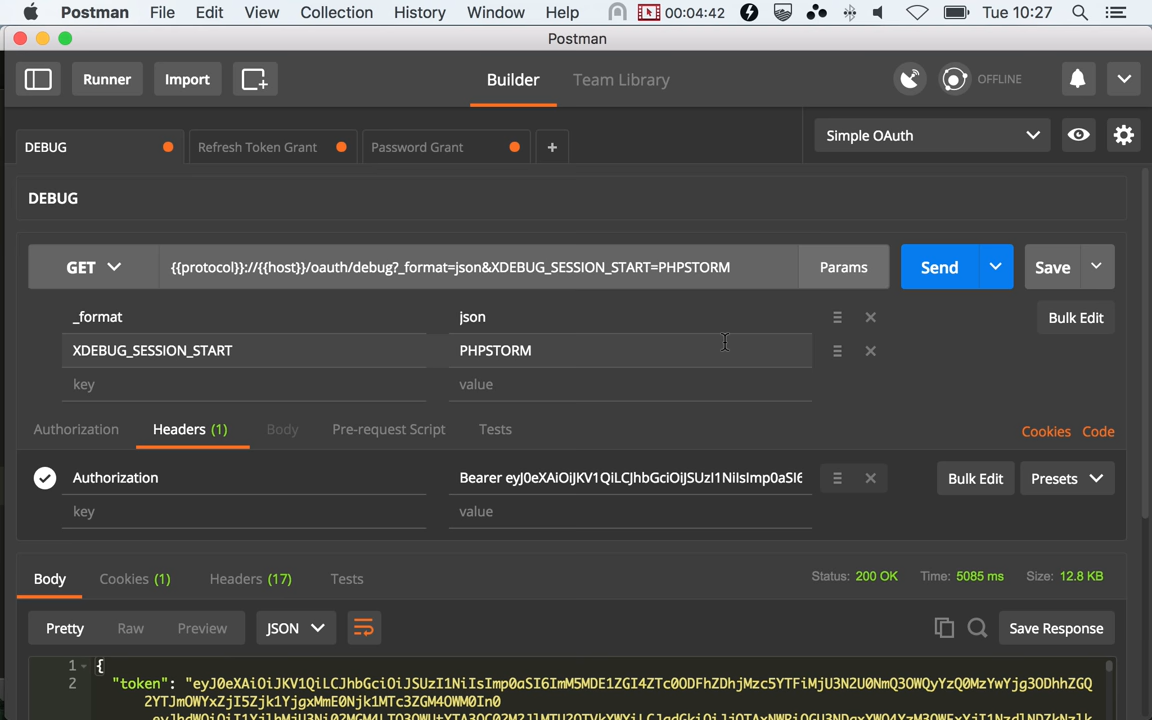 Postman File Edit View Collection History Window Help 00:04:42 Tue 10:27
Postman
Runner Import Builder Team Library OFFLINE
DEBUG Refresh Token Grant Password Grant + Simple OAuth
DEBUG
GET {{protocol}}://{{host}}/oauth/debug?_format=json&XDEBUG_SESSION_START=PHPSTORM Params Send Save
_format json Bulk Edit
XDEBUG_SESSION_START PHPSTORM
key value
Authorization Headers (1) Body Pre-request Script Tests Cookies Code
Authorization Bearer eyJ0eXAiOiJKV1QiLCJhbGciOiJSUzI1NiIsImp0aSI6 Bulk Edit Presets
key value
Body Cookies (1) Headers (17) Tests Status: 200 OK Time: 5085 ms Size: 12.8 KB
Pretty Raw Preview JSON Save Response
1 {
2 "token":